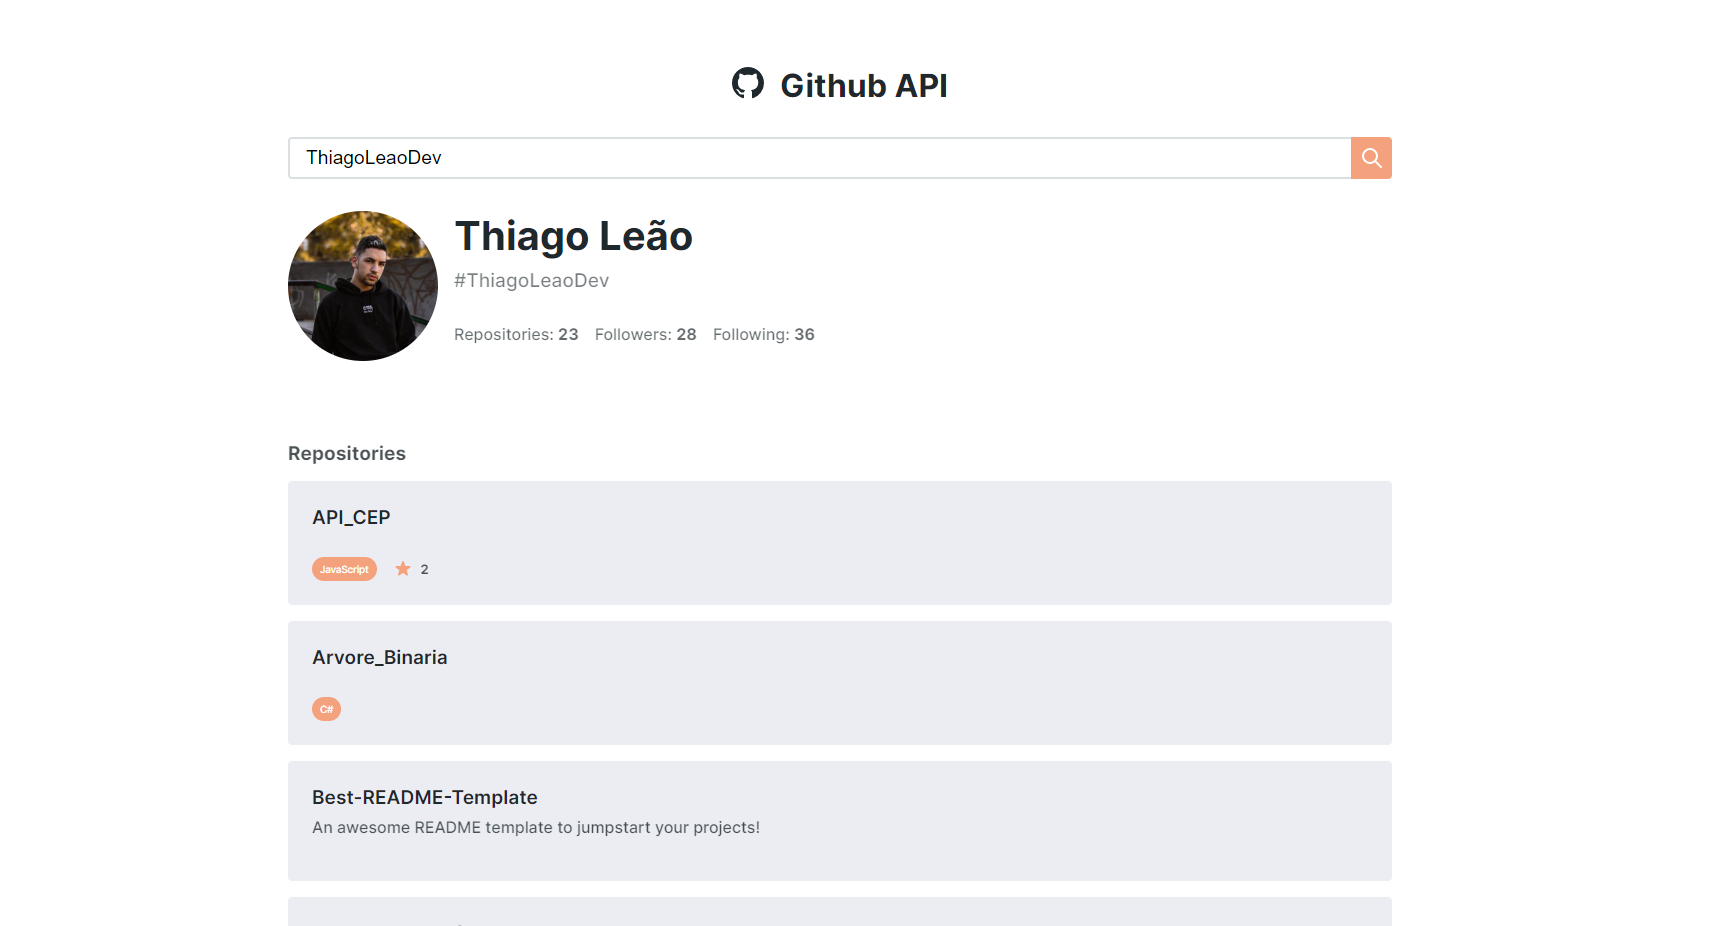 Github API
ThiagoLeaoDev
Thiago Leão
#ThiagoLeaoDev
Repositories: 23 Followers: 28 Following: 36
Repositories
API_CEP
JavaScript 2
Arvore_Binaria
C#
Best-README-Template
An awesome README template to jumpstart your projects!